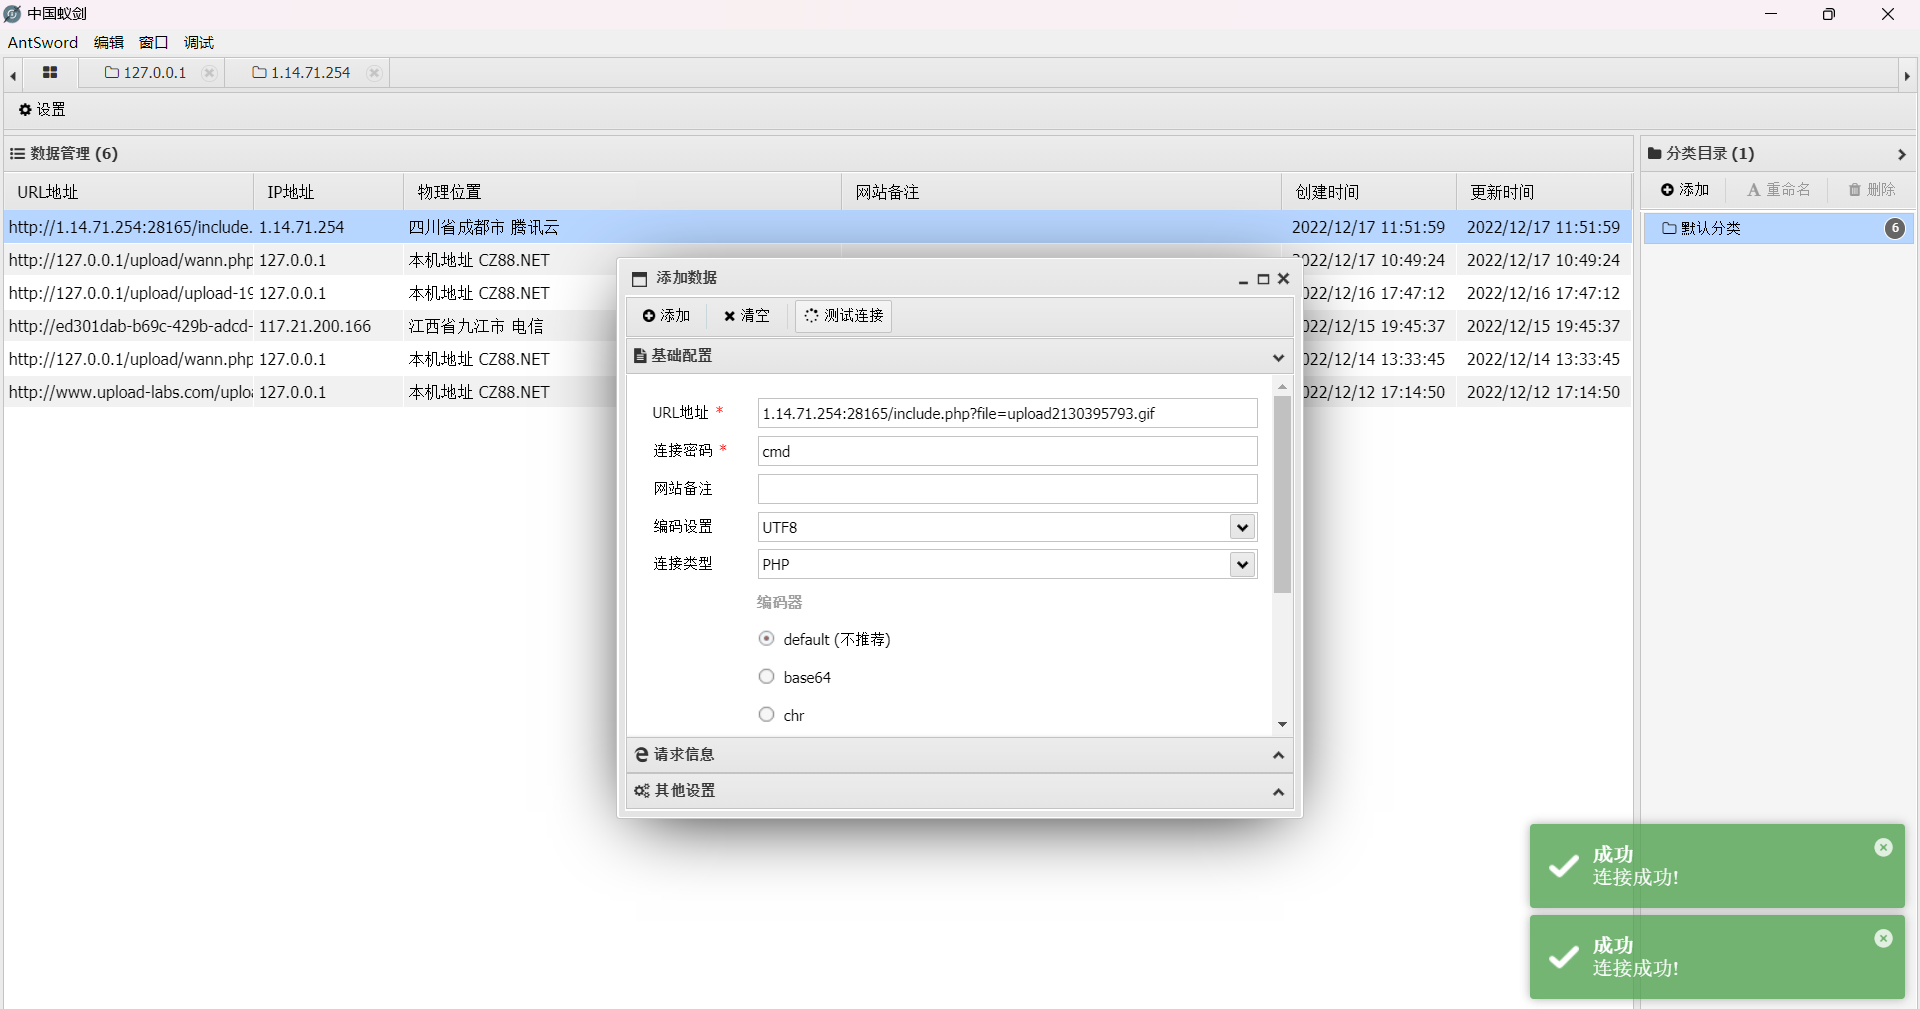 中国蚁剑
AntSword 编辑 窗口 调试
127.0.0.1 1.14.71.254
设置
数据管理 (6)
URL地址 IP地址 物理位置 网站备注 创建时间 更新时间
http://1.14.71.254:28165/include. 1.14.71.254 四川省成都市 腾讯云 2022/12/17 11:51:59 2022/12/17 11:51:59
http://127.0.0.1/upload/wann.php 127.0.0.1 本机地址 CZ88.NET 022/12/17 10:49:24 2022/12/17 10:49:24
http://127.0.0.1/upload/upload-19 127.0.0.1 本机地址 CZ88.NET 022/12/16 17:47:12 2022/12/16 17:47:12
http://ed301dab-b69c-429b-adcd- 117.21.200.166 江西省九江市 电信 022/12/15 19:45:37 2022/12/15 19:45:37
http://127.0.0.1/upload/wann.php 127.0.0.1 本机地址 CZ88.NET 022/12/14 13:33:45 2022/12/14 13:33:45
http://www.upload-labs.com/uplo 127.0.0.1 本机地址 CZ88.NET 022/12/12 17:14:50 2022/12/12 17:14:50
分类目录 (1)
添加 重命名 删除
默认分类 6
添加数据
添加 清空 测试连接
基础配置
URL地址 * 1.14.71.254:28165/include.php?file=upload2130395793.gif
连接密码 * cmd
网站备注
编码设置 UTF8
连接类型 PHP
编码器
default (不推荐)
base64
chr
请求信息
其他设置
成功
连接成功!
成功
连接成功!